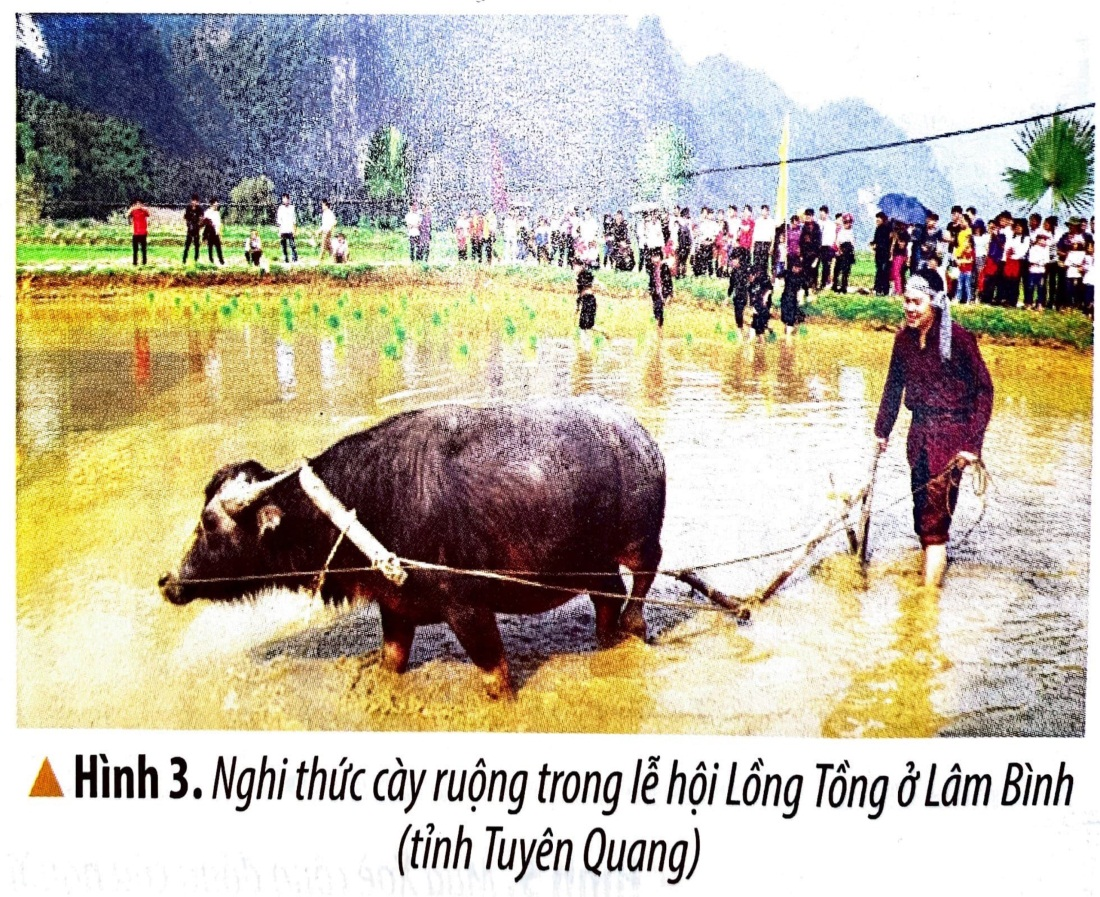 Hình 3. Nghi thức cày ruộng trong lễ hội Lồng Tồng ở Lâm Bình
(tỉnh Tuyên Quang)